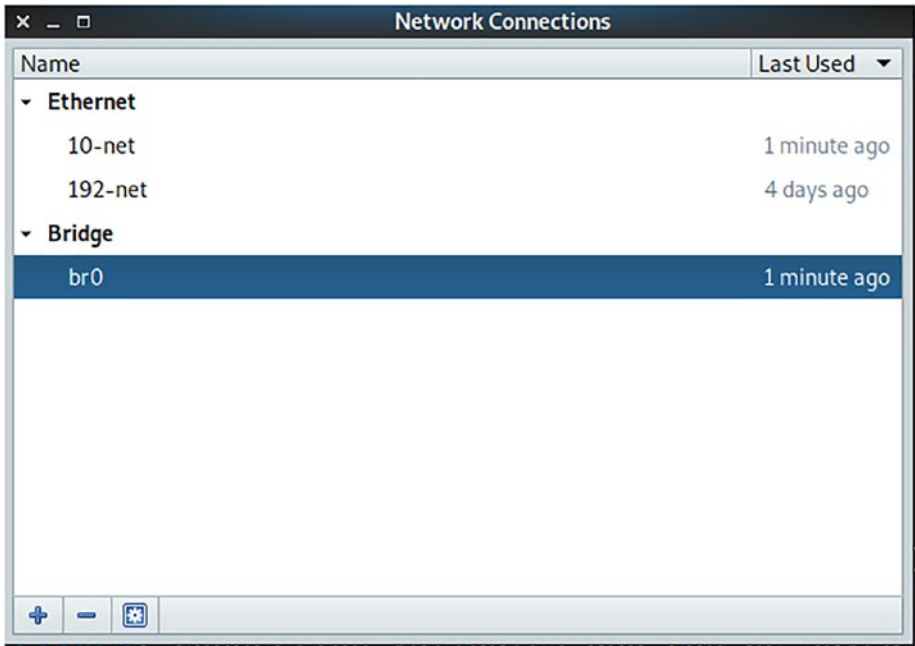 Network Connections
Name Last Used
Ethernet
10-net 1 minute ago
192-net 4 days ago
Bridge
br0 1 minute ago